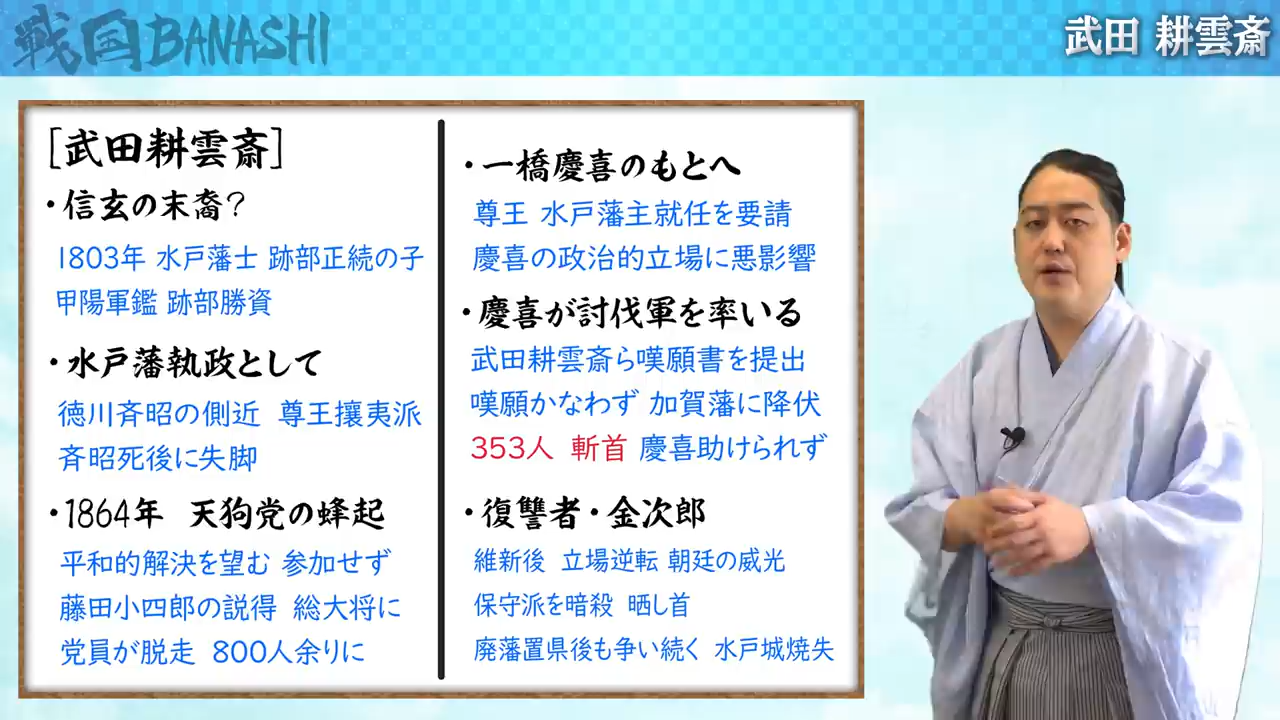 戦国BANASHI
武田 耕雲斎
[武田耕雲斎]
・信玄の末裔?
1803年 水戸藩士 跡部正続の子
甲陽軍鑑 跡部勝資
・水戸藩執政として
徳川斉昭の側近 尊王攘夷派
斉昭死後に失脚
・1864年 天狗党の蜂起
平和的解決を望む 参加せず
藤田小四郎の説得 総大将に
党員が脱走 800人余りに
・一橋慶喜のもとへ
尊王 水戸藩主就任を要請
慶喜の政治的立場に悪影響
・慶喜が討伐軍を率いる
武田耕雲斎ら嘆願書を提出
嘆願かなわず 加賀藩に降伏
353人 斬首 慶喜助けられず
・復讐者・金次郎
維新後 立場逆転 朝廷の威光
保守派を暗殺 晒し首
廃藩置県後も争い続く 水戸城焼失